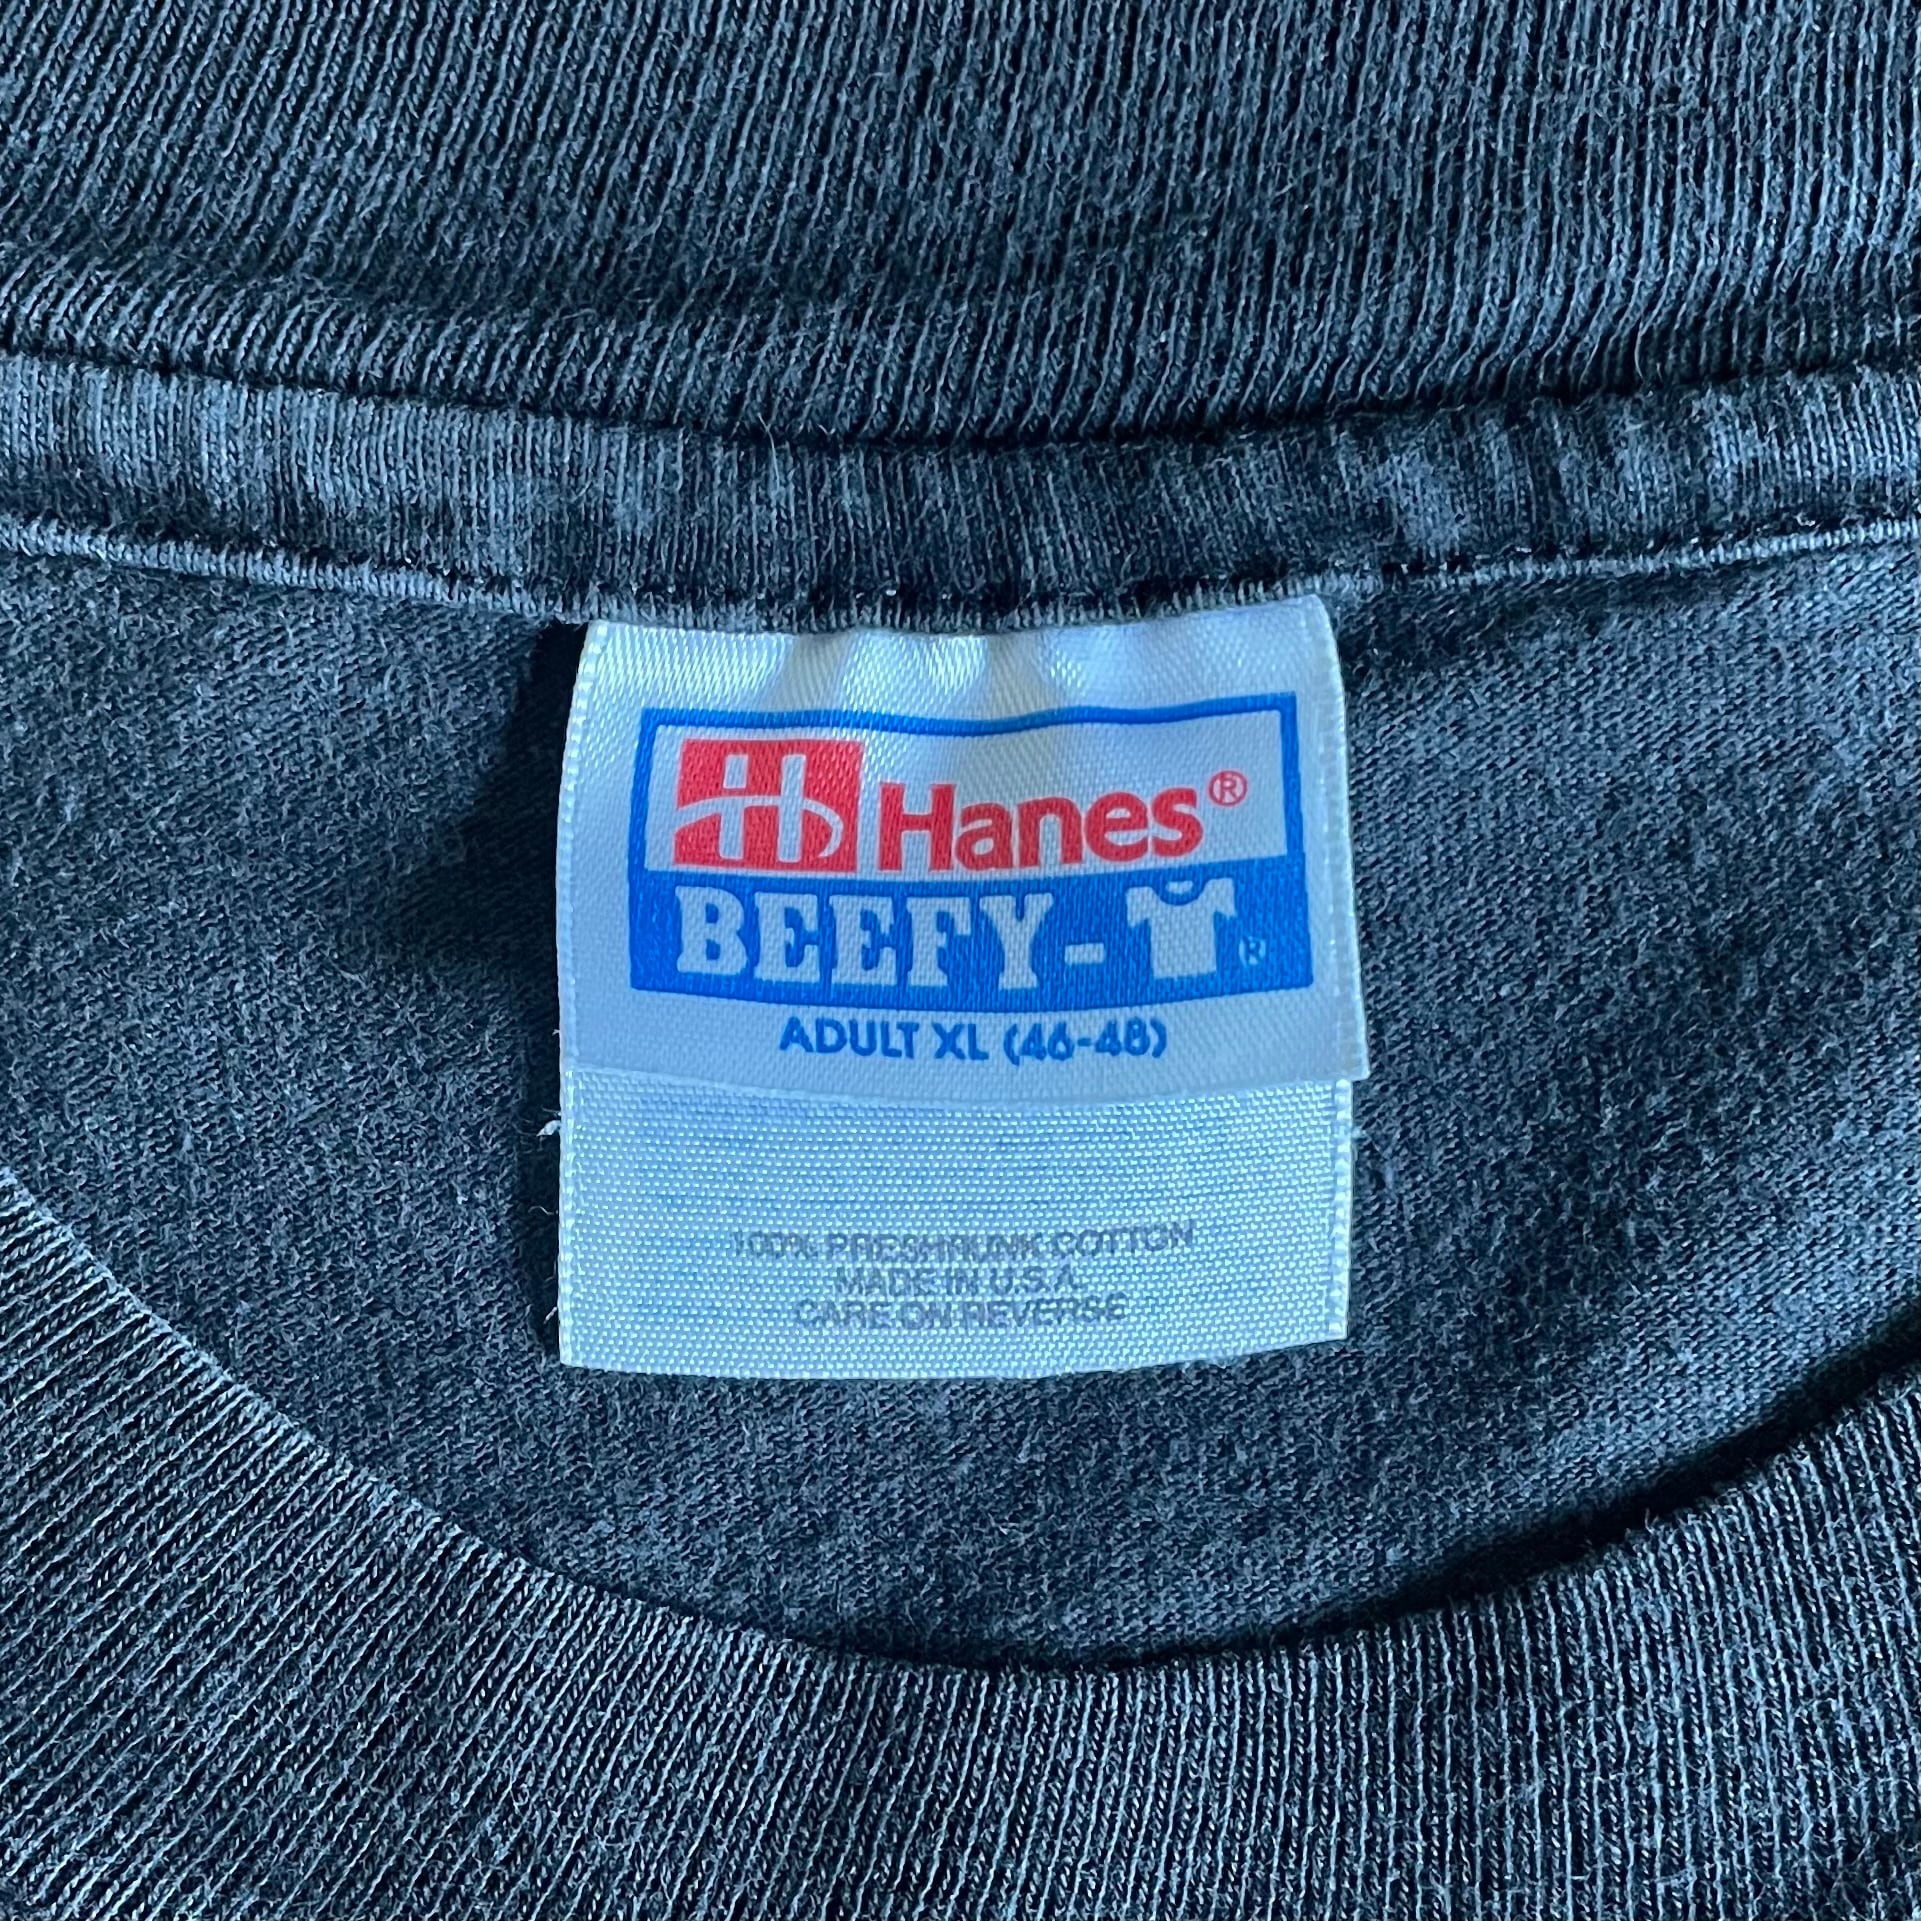 H Hanes®
BEEFY-T®
ADULT XL (46-48)
100% PRESHRUNK COTTON
MADE IN U.S.A.
CARE ON REVERSE